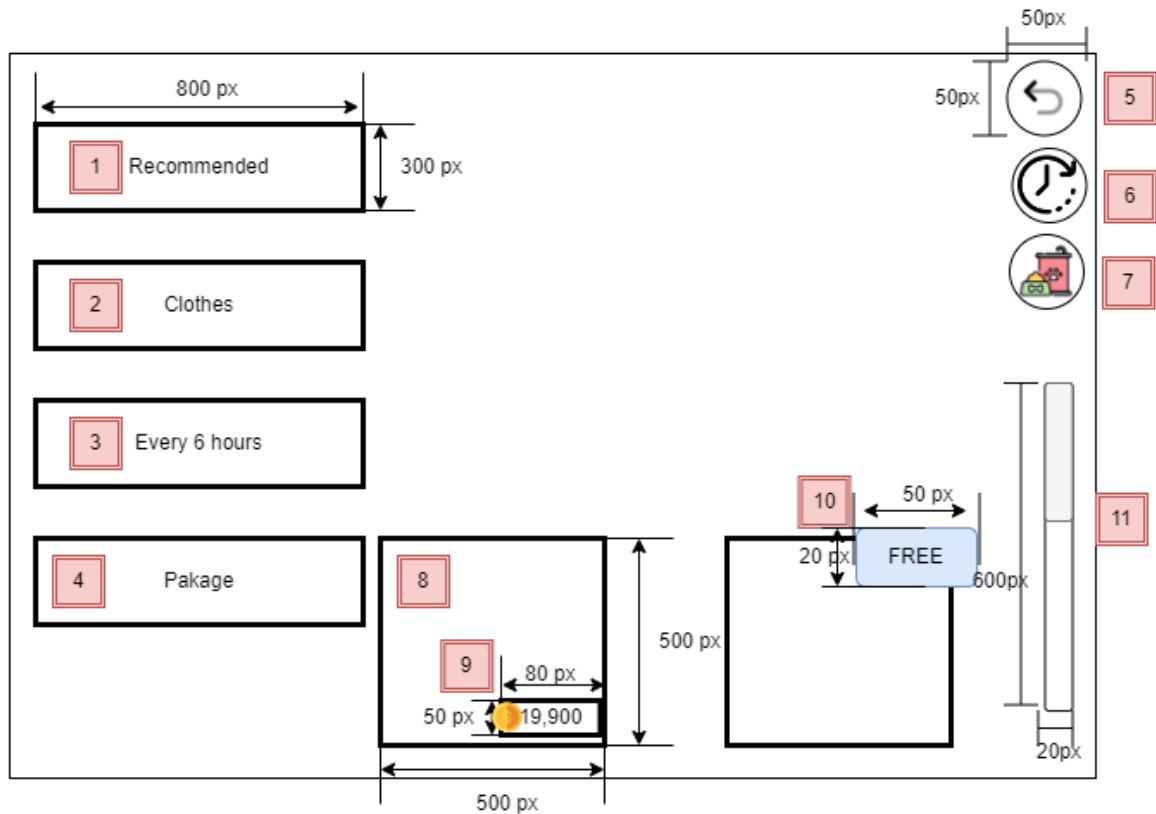 50px
800 px
50px
5
1 Recommended
300 px
6
7
2 Clothes
3 Every 6 hours
10
50 px
11
4 Pakage
8
20 px
FREE
600px
500 px
9
80 px
50 px
19,900
20px
500 px